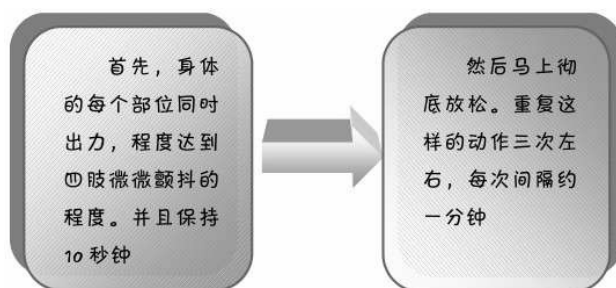 首先，身体
的每个部位同时
出力，程度达到
四肢微微颤抖的
程度。并且保持
10 秒钟
然后马上彻
底放松。重复这
样的动作三次左
右，每次间隔约
一分钟